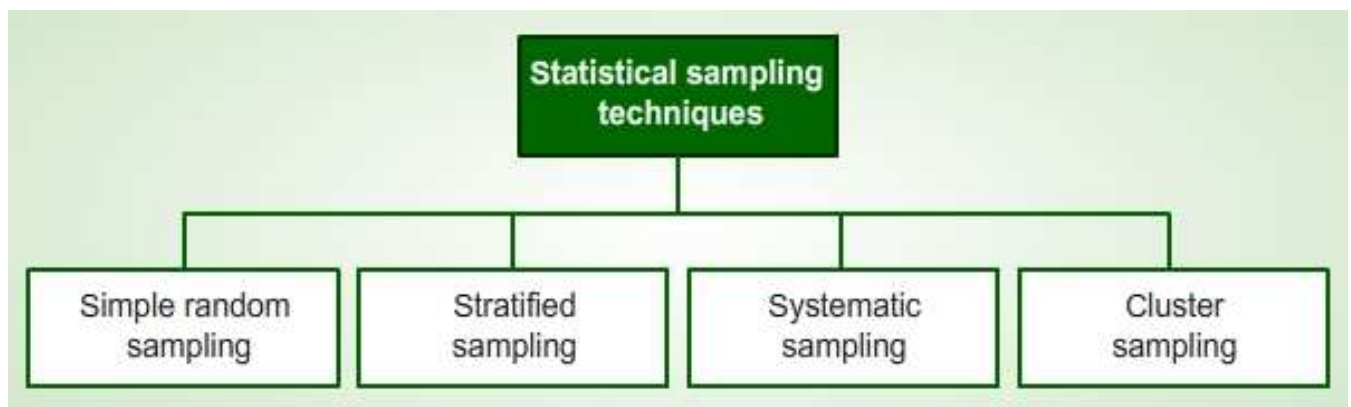 Statistical sampling
techniques
Simple random
sampling
Stratified
sampling
Systematic
sampling
Cluster
sampling